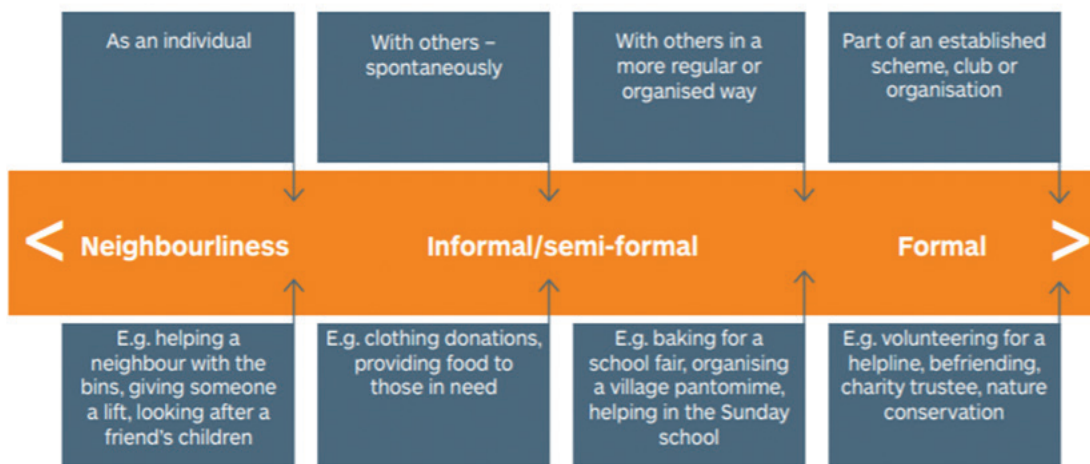 As an individual
With others –
spontaneously
With others in a
more regular or
organised way
Part of an established
scheme, club or
organisation
< Neighbourliness
Informal/semi-formal
Formal >
E.g. helping a
neighbour with the
bins, giving someone
a lift, looking after a
friend's children
E.g. clothing donations,
providing food to
those in need
E.g. baking for a
school fair, organising
a village pantomime,
helping in the Sunday
school
E.g. volunteering for a
helpline, befriending,
charity trustee, nature
conservation